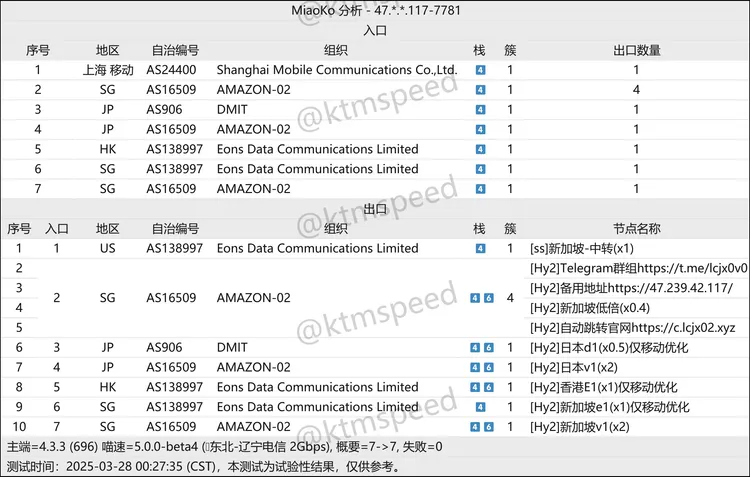 MiaoKo 分析 - 47.*.*.117-7781
入口
序号 地区 自治编号 组织 栈 簇 出口数量
1 上海 移动 AS24400 Shanghai Mobile Communications Co.,Ltd. 4 1 1
2 SG AS16509 AMAZON-02 4 1 4
3 JP AS906 DMIT 4 1 1
4 JP AS16509 AMAZON-02 4 1 1
5 HK AS138997 Eons Data Communications Limited 4 1 1
6 SG AS138997 Eons Data Communications Limited 4 1 1
7 SG AS16509 AMAZON-02 4 1 1
出口
序号 入口 地区 自治编号 组织 栈 簇 节点名称
1 1 US AS138997 Eons Data Communications Limited 4 1 [ss]新加坡-中转(x1)
2 [Hy2]Telegram群组https://t.me/lcjx0v0
3 [Hy2]备用地址https://47.239.42.117/
2 SG AS16509 AMAZON-02 4 6 4
4 [Hy2]新加坡低倍(x0.4)
5 [Hy2]自动跳转官网https://c.lcjx02.xyz
6 3 JP AS906 DMIT 4 6 1 [Hy2]日本d1(x0.5)仅移动优化
7 4 JP AS16509 AMAZON-02 4 6 1 [Hy2]日本v1(x2)
8 5 HK AS138997 Eons Data Communications Limited 4 6 1 [Hy2]香港E1(x1)仅移动优化
9 6 SG AS138997 Eons Data Communications Limited 4 1 [Hy2]新加坡e1(x1)仅移动优化
10 7 SG AS16509 AMAZON-02 4 6 1 [Hy2]新加坡v1(x2)
主端=4.3.3 (696) 喵速=5.0.0-beta4 (东北-辽宁电信 2Gbps), 概要=7->7, 失败=0
测试时间：2025-03-28 00:27:35 (CST)，本测试为试验性结果，仅供参考。
@ktmspeed
@ktmspeed
@ktmspeed
@ktmspeed
@ktmspeed